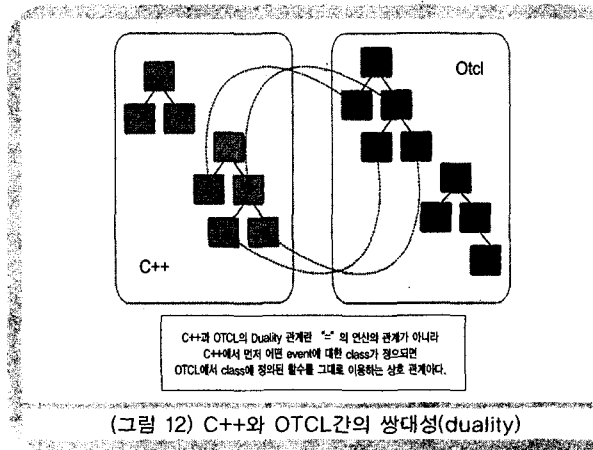 Otcl
C++
C++과 OTCL의 Duality 관계란 "=" 의 연산의 관계가 아니라
C++에서 먼저 어떤 event에 대한 class가 정의되면
OTCL에서 class에 정의된 함수를 그대로 이용하는 상호 관계이다.
(그림 12) C++와 OTCL간의 쌍대성(duality)